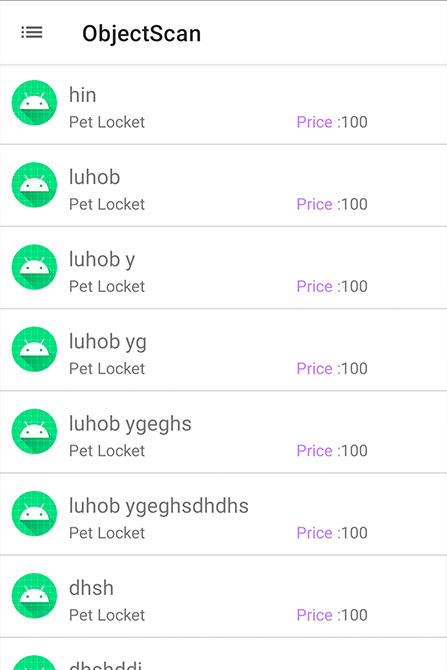 ObjectScan
hin
Pet Locket Price :100
luhob
Pet Locket Price :100
luhob y
Pet Locket Price :100
luhob yg
Pet Locket Price :100
luhob ygeghs
Pet Locket Price :100
luhob ygeghsdhdhs
Pet Locket Price :100
dhsh
Pet Locket Price :100